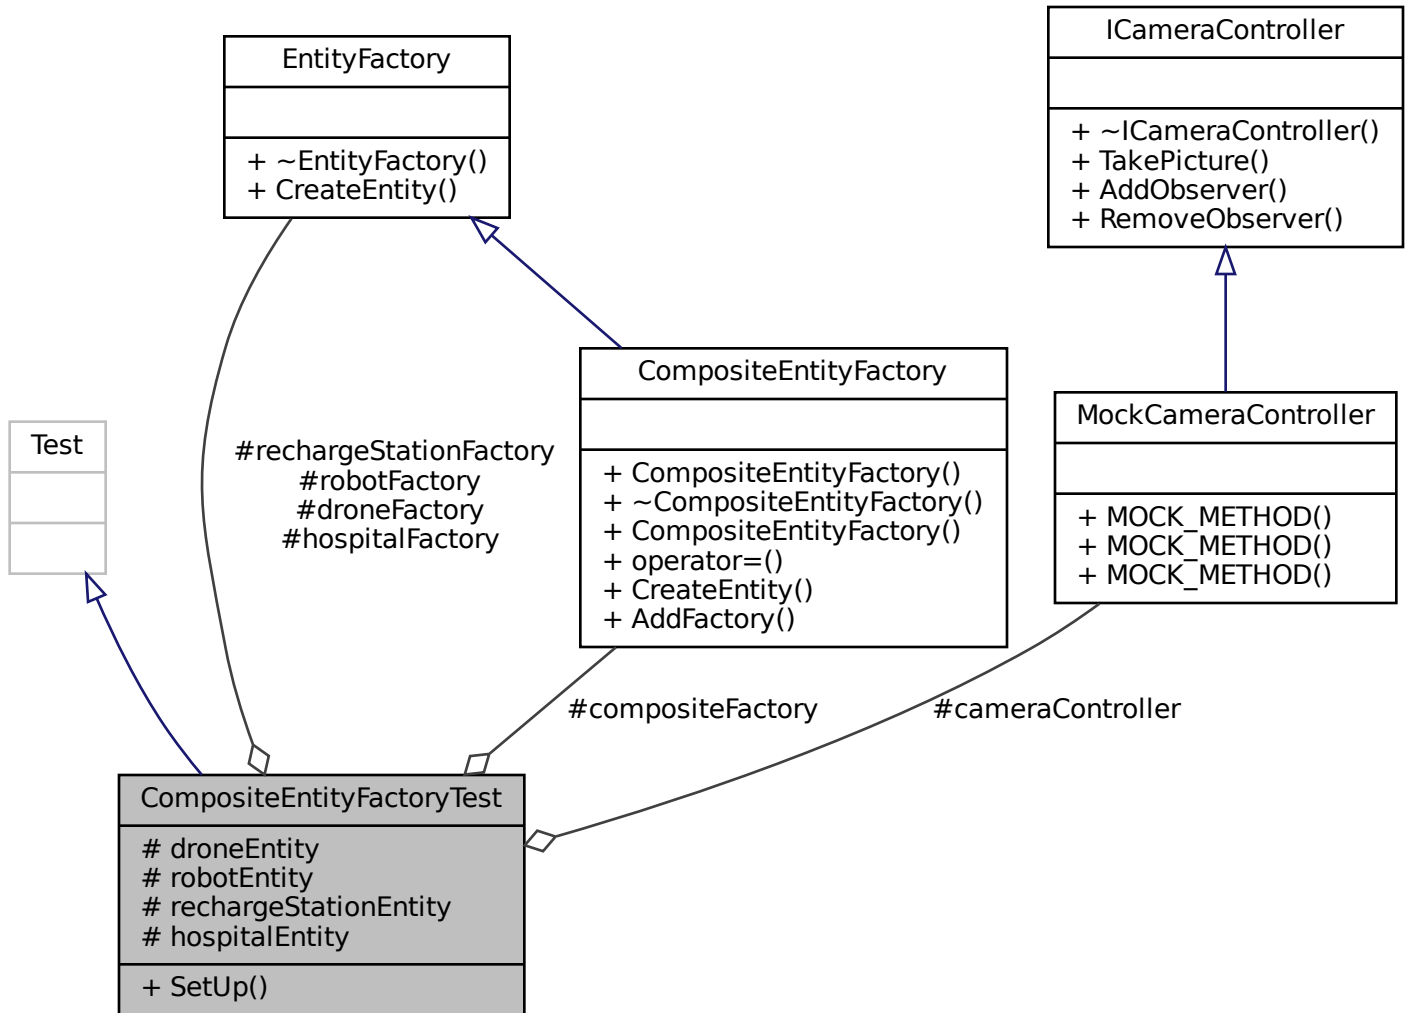 EntityFactory
+ ~EntityFactory()
+ CreateEntity()
ICameraController
+ ~ICameraController()
+ TakePicture()
+ AddObserver()
+ RemoveObserver()
CompositeEntityFactory
+ CompositeEntityFactory()
+ ~CompositeEntityFactory()
+ CompositeEntityFactory()
+ operator=()
+ CreateEntity()
+ AddFactory()
MockCameraController
+ MOCK_METHOD()
+ MOCK_METHOD()
+ MOCK_METHOD()
Test
#rechargeStationFactory
#robotFactory
#droneFactory
#hospitalFactory
#compositeFactory
#cameraController
CompositeEntityFactoryTest
# droneEntity
# robotEntity
# rechargeStationEntity
# hospitalEntity
+ SetUp()